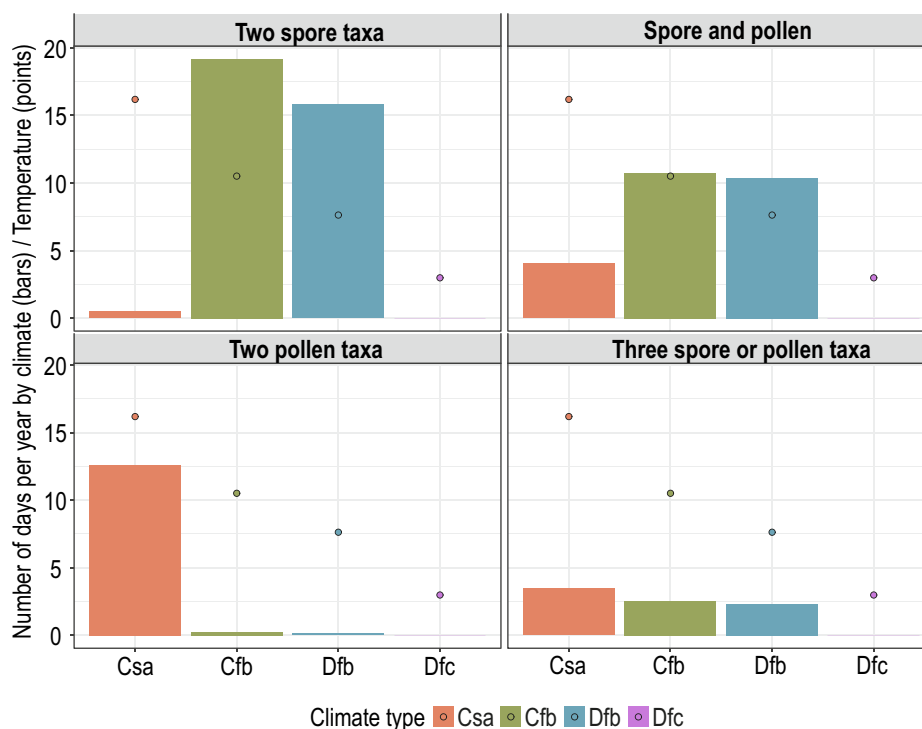 Number of days per year by climate (bars) / Temperature (points)
Two spore taxa
Spore and pollen
20
15
10
5
0
Two pollen taxa
Three spore or pollen taxa
20
15
10
5
0
Csa Cfb Dfb Dfc
Csa Cfb Dfb Dfc
Climate type Csa Cfb Dfb Dfc